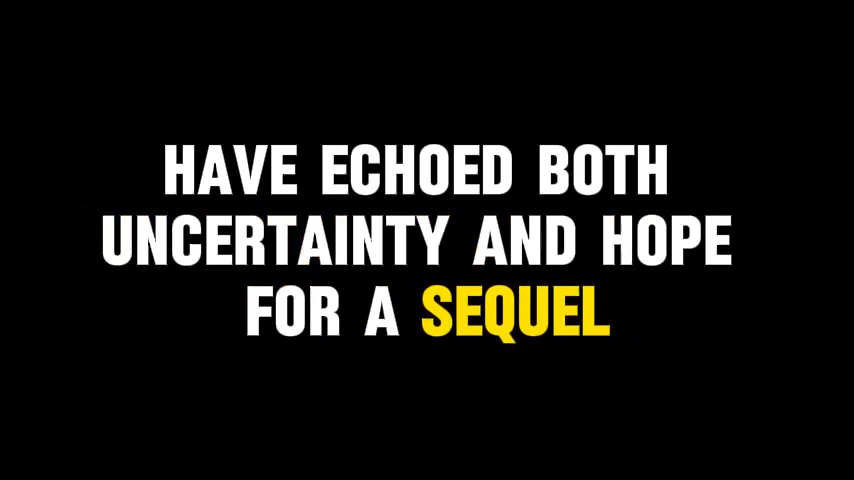 HAVE ECHOED BOTH
UNCERTAINTY AND HOPE
FOR A SEQUEL